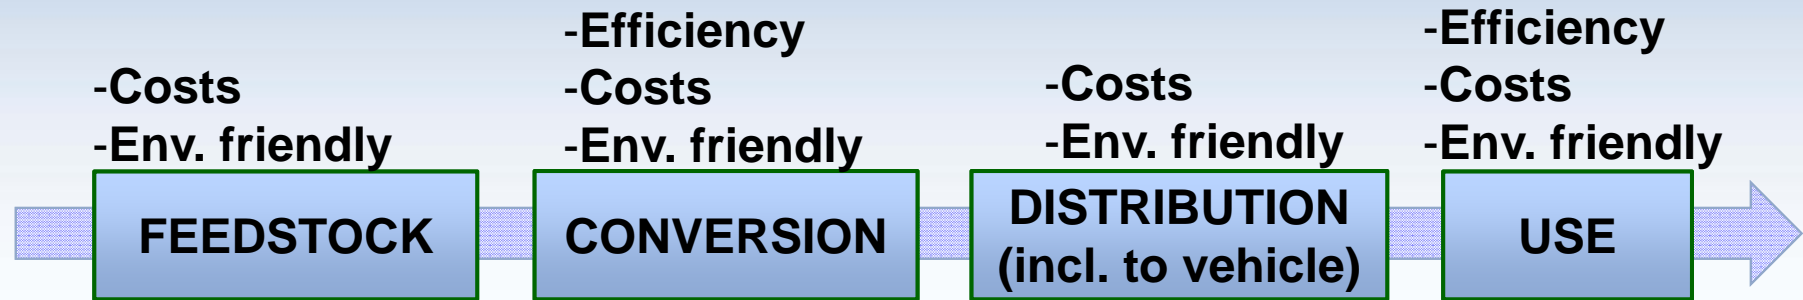 -Costs
-Env. friendly
FEEDSTOCK
-Efficiency
-Costs
-Env. friendly
CONVERSION
-Costs
-Env. friendly
DISTRIBUTION
(incl. to vehicle)
-Efficiency
-Costs
-Env. friendly
USE